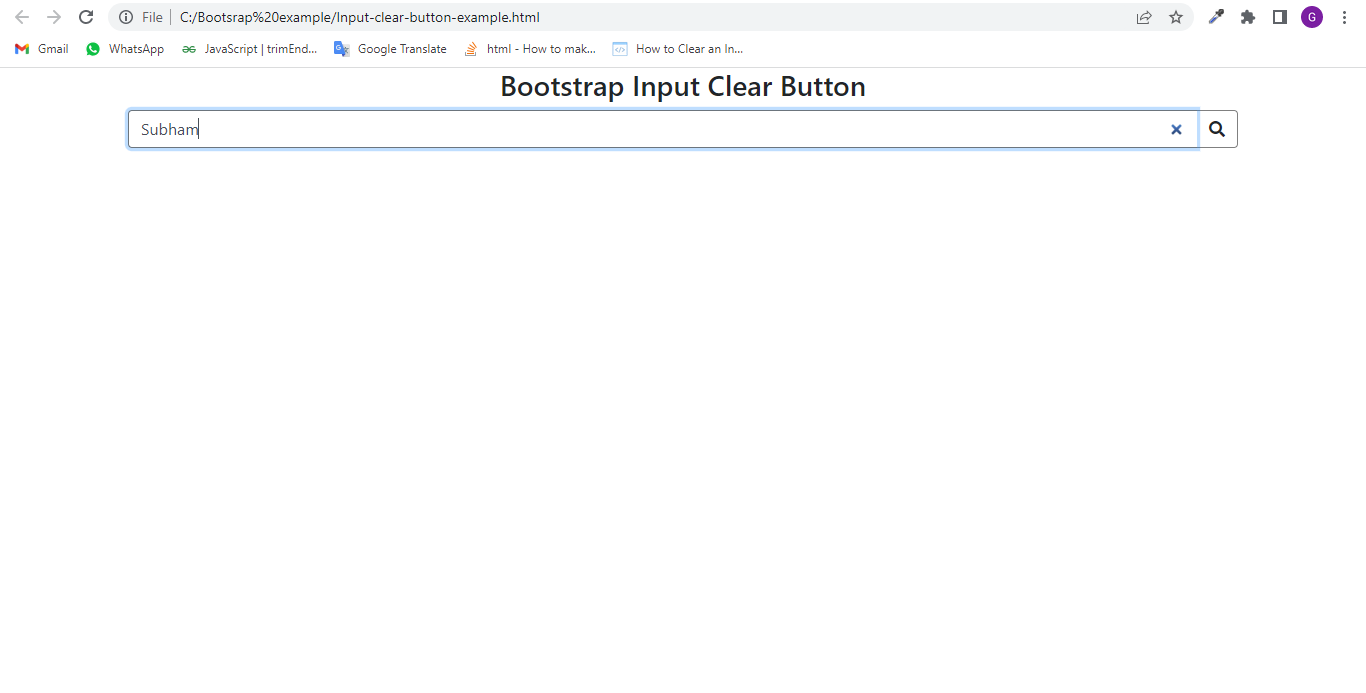 File C:/Bootsrap%20example/Input-clear-button-example.html G
Gmail WhatsApp JavaScript | trimEnd... Google Translate html - How to mak... How to Clear an In...
Bootstrap Input Clear Button
Subham